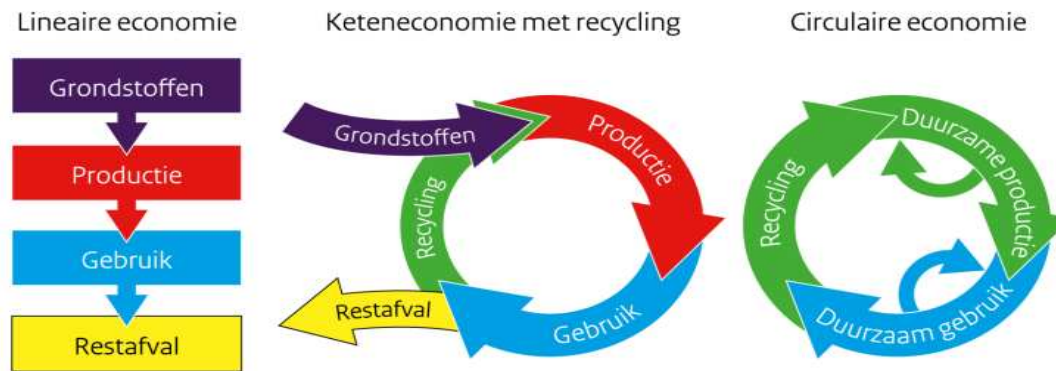 Lineaire economie
Grondstoffen
Productie
Gebruik
Restafval
Keteneconomie met recycling
Grondstoffen
Productie
Recycling
Restafval
Gebruik
Circulaire economie
Duurzame productie
Recycling
Duurzaam gebruik